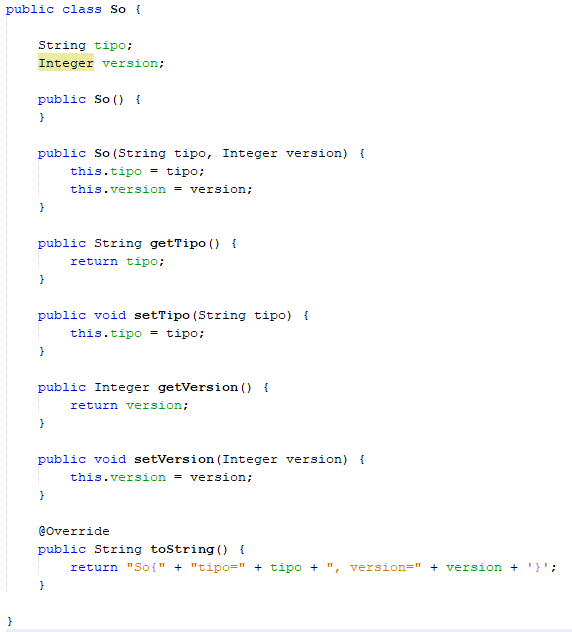 public class So {
String tipo;
Integer version;
public So() {
}
public So(String tipo, Integer version) {
this.tipo = tipo;
this.version = version;
}
public String getTipo() {
return tipo;
}
public void setTipo(String tipo) {
this.tipo = tipo;
}
public Integer getVersion() {
return version;
}
public void setVersion(Integer version) {
this.version = version;
}
@Override
public String toString() {
return "So{" + "tipo=" + tipo + ", version=" + version + '}';
}
}